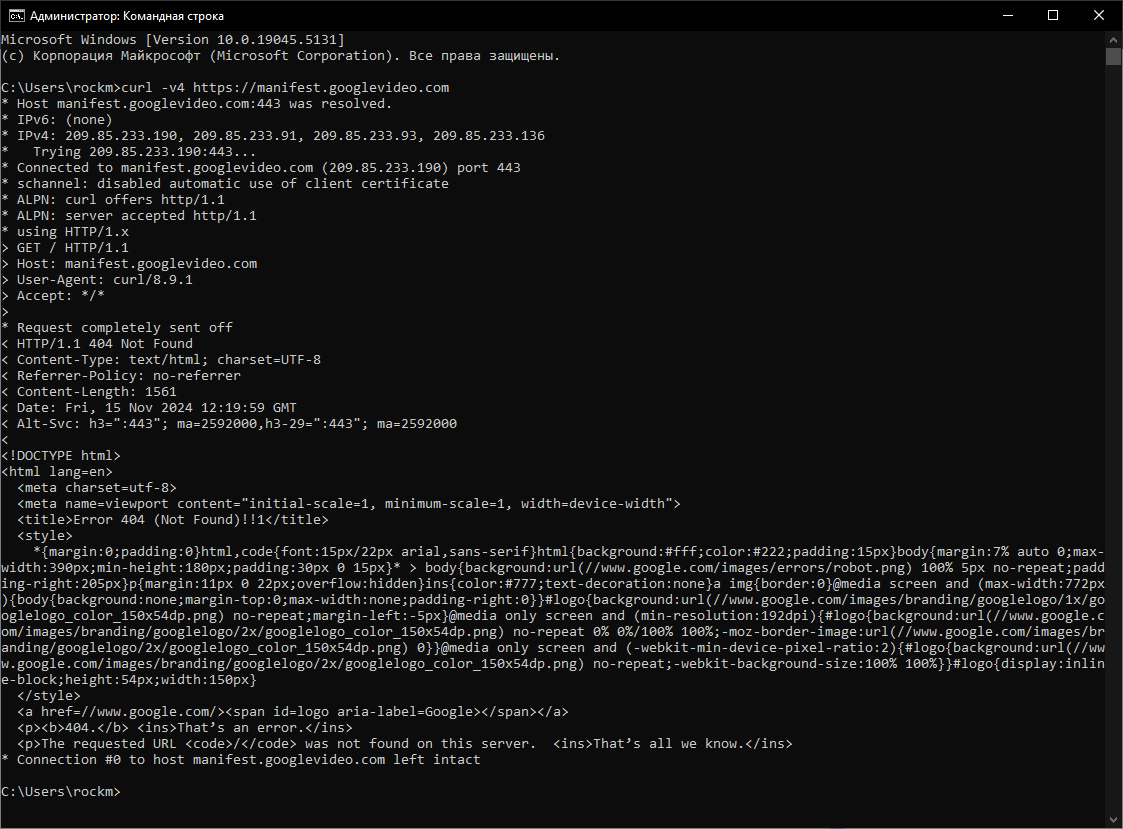 Администратор: Командная строка
Microsoft Windows [Version 10.0.19045.5131]
(c) Корпорация Майкрософт (Microsoft Corporation). Все права защищены.
C:\Users\rockm>curl -v4 https://manifest.googlevideo.com
* Host manifest.googlevideo.com:443 was resolved.
* IPv6: (none)
* IPv4: 209.85.233.190, 209.85.233.91, 209.85.233.93, 209.85.233.136
*   Trying 209.85.233.190:443...
* Connected to manifest.googlevideo.com (209.85.233.190) port 443
* schannel: disabled automatic use of client certificate
* ALPN: curl offers http/1.1
* ALPN: server accepted http/1.1
* using HTTP/1.x
> GET / HTTP/1.1
> Host: manifest.googlevideo.com
> User-Agent: curl/8.9.1
> Accept: */*
>
* Request completely sent off
< HTTP/1.1 404 Not Found
< Content-Type: text/html; charset=UTF-8
< Referrer-Policy: no-referrer
< Content-Length: 1561
< Date: Fri, 15 Nov 2024 12:19:59 GMT
< Alt-Svc: h3=":443"; ma=2592000,h3-29=":443"; ma=2592000
<
<!DOCTYPE html>
<html lang=en>
  <meta charset=utf-8>
  <meta name=viewport content="initial-scale=1, minimum-scale=1, width=device-width">
  <title>Error 404 (Not Found)!!1</title>
  <style>
    *{margin:0;padding:0}html,code{font:15px/22px arial,sans-serif}html{background:#fff;color:#222;padding:15px}body{margin:7% auto 0;max-
width:390px;min-height:180px;padding:30px 0 15px}* > body{background:url(//www.google.com/images/errors/robot.png) 100% 5px no-repeat;padd
ing-right:205px}p{margin:11px 0 22px;overflow:hidden}ins{color:#777;text-decoration:none}a img{border:0}@media screen and (max-width:772px
){body{background:none;margin-top:0;max-width:none;padding-right:0}}#logo{background:url(//www.google.com/images/branding/googlelogo/1x/go
oglelogo_color_150x54dp.png) no-repeat;margin-left:-5px}@media only screen and (min-resolution:192dpi){#logo{background:url(//www.google.c
om/images/branding/googlelogo/2x/googlelogo_color_150x54dp.png) no-repeat 0% 0%/100% 100%;-moz-border-image:url(//www.google.com/images/br
anding/googlelogo/2x/googlelogo_color_150x54dp.png) 0}}@media only screen and (-webkit-min-device-pixel-ratio:2){#logo{background:url(//ww
w.google.com/images/branding/googlelogo/2x/googlelogo_color_150x54dp.png) no-repeat;-webkit-background-size:100% 100%}}#logo{display:inlin
e-block;height:54px;width:150px}
  </style>
  <a href=//www.google.com/><span id=logo aria-label=Google></span></a>
  <p><b>404.</b> <ins>That’s an error.</ins>
  <p>The requested URL <code>/</code> was not found on this server.  <ins>That’s all we know.</ins>
* Connection #0 to host manifest.googlevideo.com left intact
C:\Users\rockm>